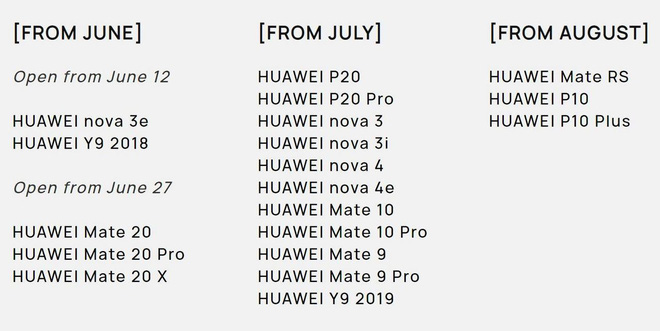 [FROM JUNE]
Open from June 12
HUAWEI nova 3e
HUAWEI Y9 2018
Open from June 27
HUAWEI Mate 20
HUAWEI Mate 20 Pro
HUAWEI Mate 20 X
[FROM JULY]
HUAWEI P20
HUAWEI P20 Pro
HUAWEI nova 3
HUAWEI nova 3i
HUAWEI nova 4
HUAWEI nova 4e
HUAWEI Mate 10
HUAWEI Mate 10 Pro
HUAWEI Mate 9
HUAWEI Mate 9 Pro
HUAWEI Y9 2019
[FROM AUGUST]
HUAWEI Mate RS
HUAWEI P10
HUAWEI P10 Plus